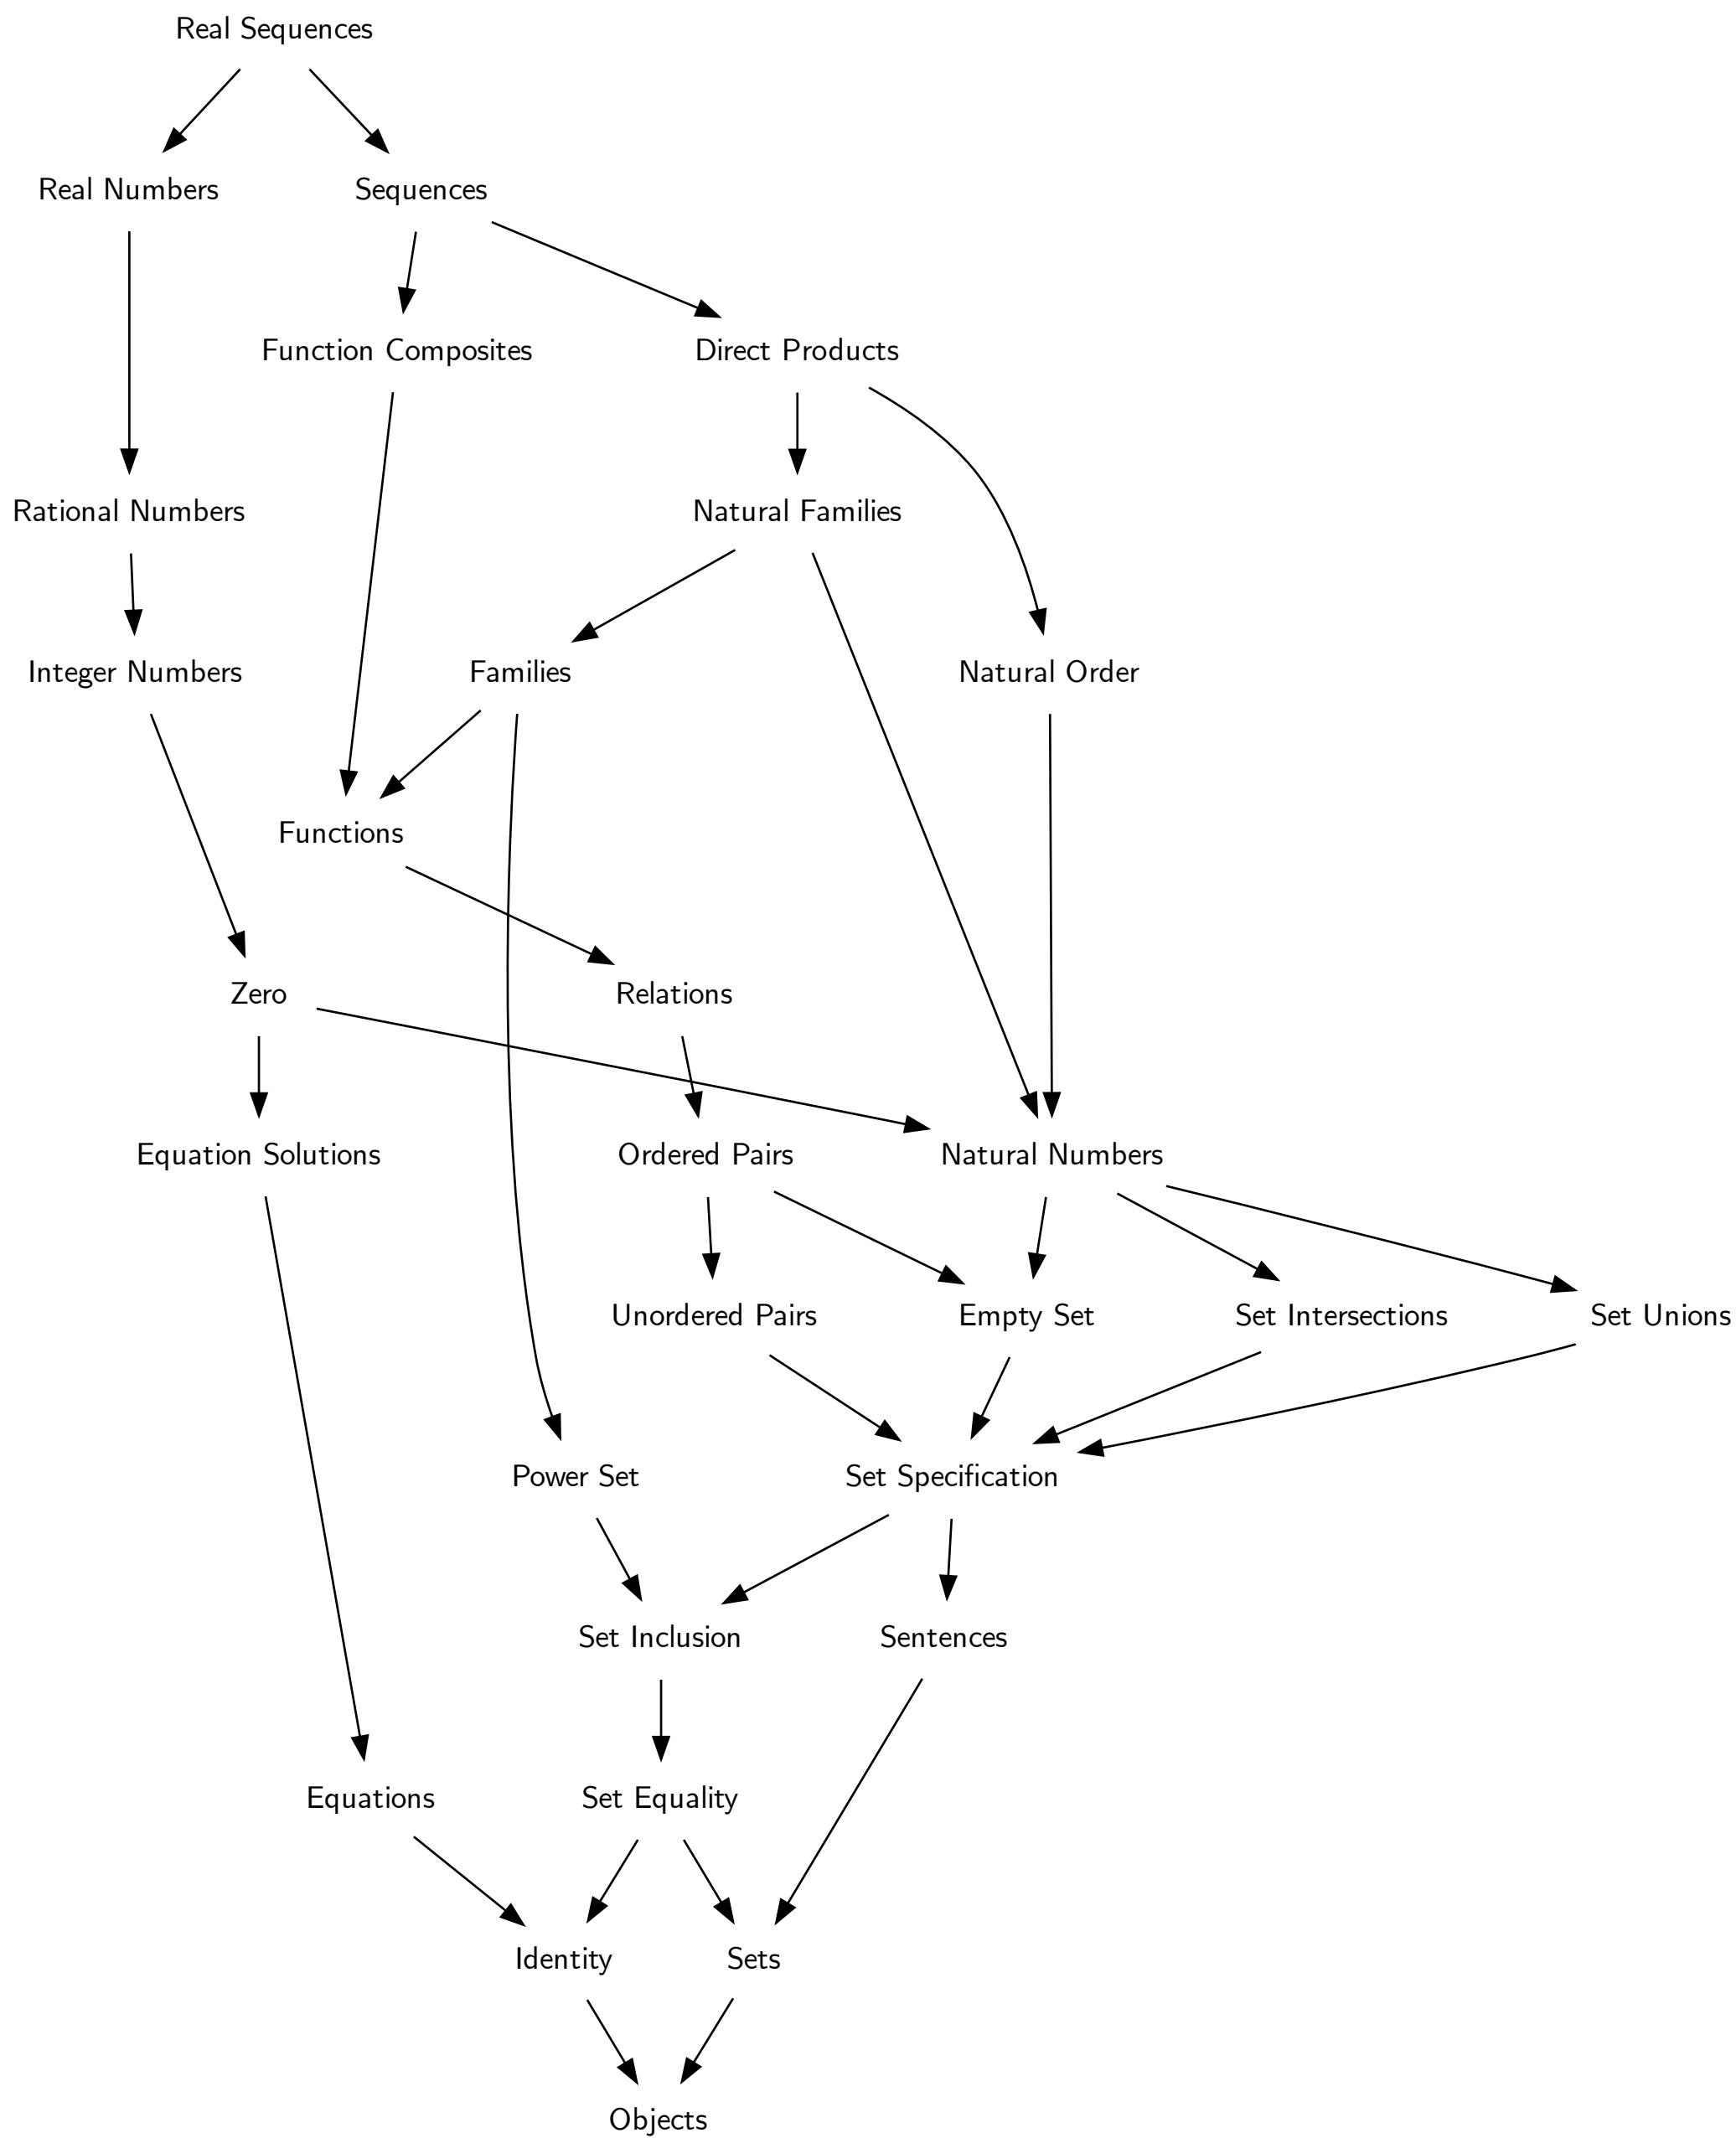 Real Sequences
Real Numbers
Sequences
Function Composites
Direct Products
Rational Numbers
Natural Families
Integer Numbers
Families
Natural Order
Functions
Zero
Relations
Equation Solutions
Ordered Pairs
Natural Numbers
Unordered Pairs
Empty Set
Set Intersections
Set Unions
Power Set
Set Specification
Set Inclusion
Sentences
Equations
Set Equality
Identity
Sets
Objects